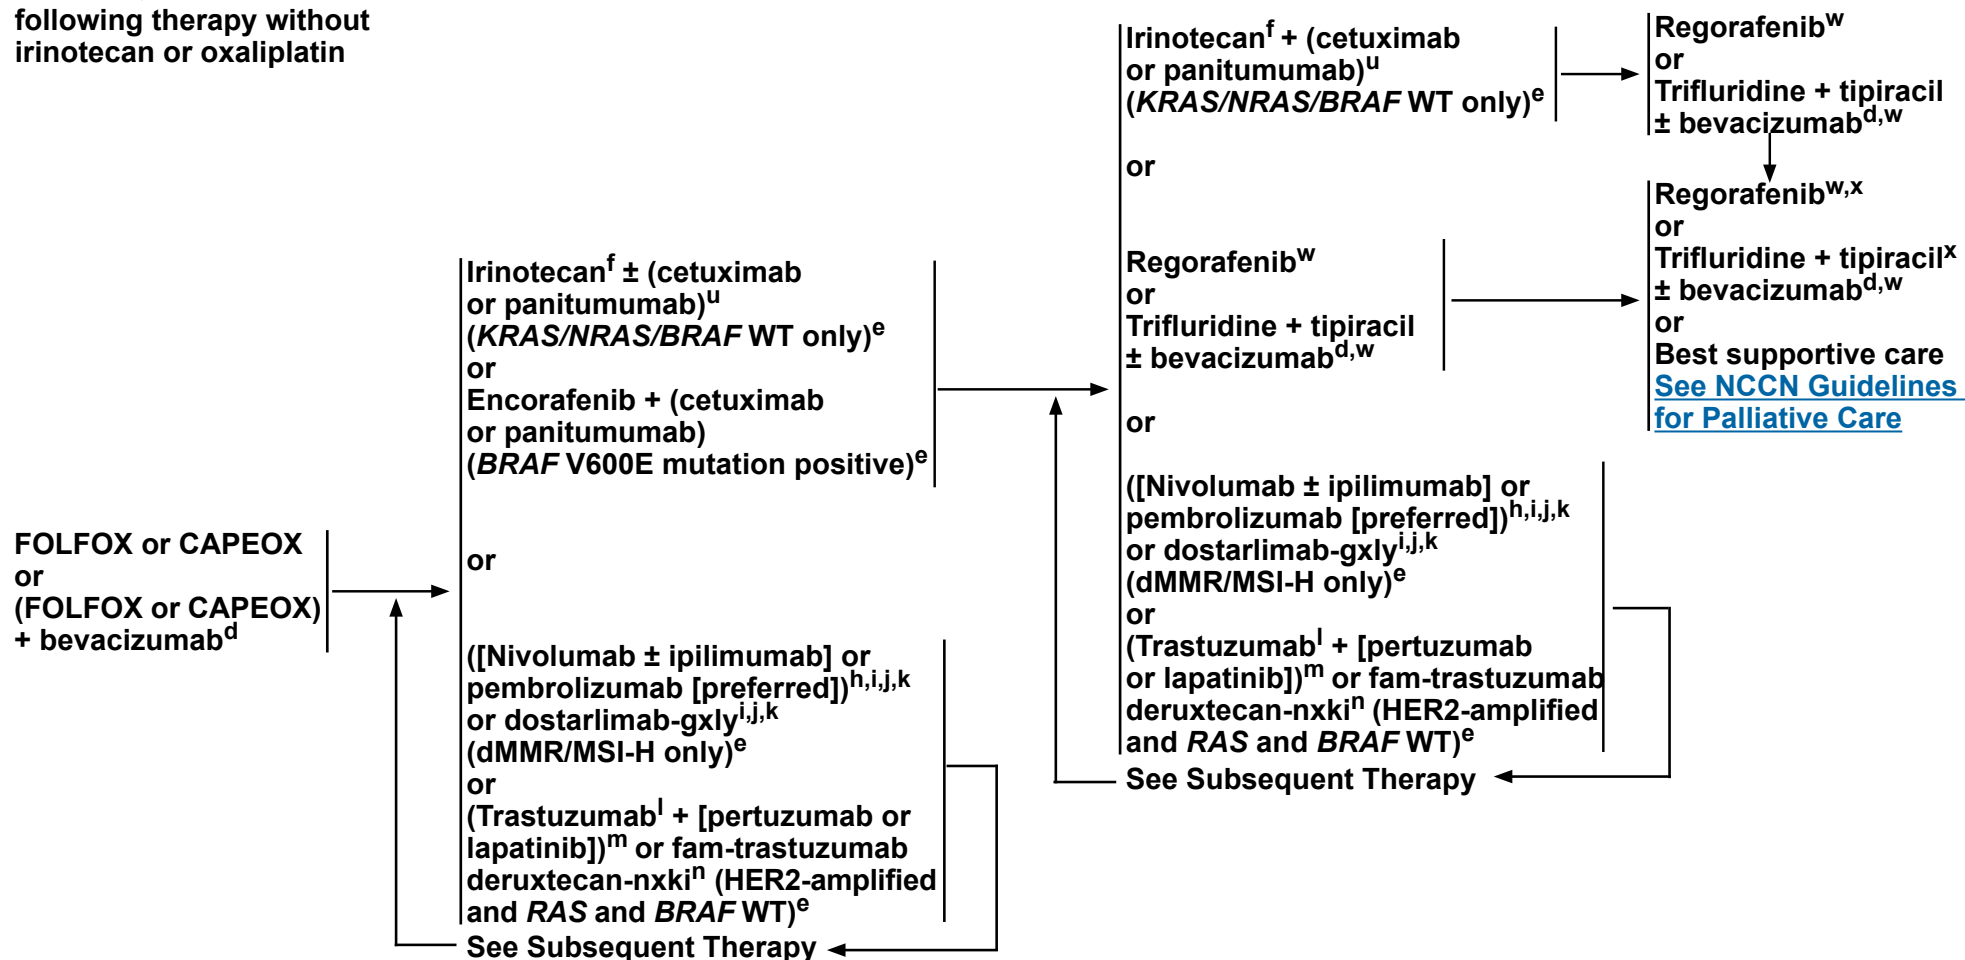 following therapy without
irinotecan or oxaliplatin
FOLFOX or CAPEOX
or
(FOLFOX or CAPEOX)
+ bevacizumabd
Irinotecanf ± (cetuximab
or panitumumab)u
(KRAS/NRAS/BRAF WT only)e
or
Encorafenib + (cetuximab
or panitumumab)
(BRAF V600E mutation positive)e
or
([Nivolumab ± ipilimumab] or
pembrolizumab [preferred])h,i,j,k
or dostarlimab-gxlyi,j,k
(dMMR/MSI-H only)e
or
(Trastuzumabl + [pertuzumab or
lapatinib])m or fam-trastuzumab
deruxtecan-nxkin (HER2-amplified
and RAS and BRAF WT)e
See Subsequent Therapy
Irinotecanf + (cetuximab
or panitumumab)u
(KRAS/NRAS/BRAF WT only)e
or
Regorafenibw
or
Trifluridine + tipiracil
± bevacizumabd,w
or
([Nivolumab ± ipilimumab] or
pembrolizumab [preferred])h,i,j,k
or dostarlimab-gxlyi,j,k
(dMMR/MSI-H only)e
or
(Trastuzumabl + [pertuzumab
or lapatinib])m or fam-trastuzumab
deruxtecan-nxkin (HER2-amplified
and RAS and BRAF WT)e
See Subsequent Therapy
Regorafenibw
or
Trifluridine + tipiracil
± bevacizumabd,w
Regorafenibw,x
or
Trifluridine + tipiracilx
± bevacizumabd,w
or
Best supportive care
See NCCN Guidelines
for Palliative Care